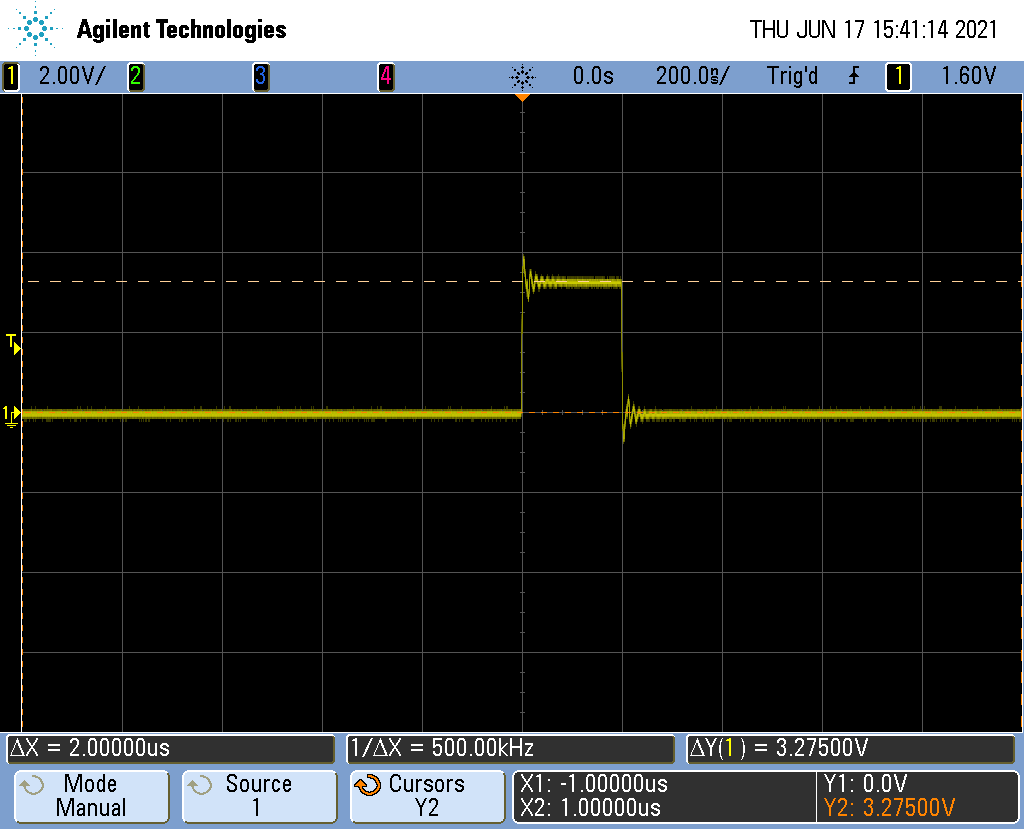 Agilent Technologies
THU JUN 17 15:41:14 2021
1 2.00V/ 2 3 4 0.0s 200.0ns/ Trig'd 1 1.60V
T
1
ΔX = 2.00000us
1/ΔX = 500.00kHz
ΔY(1) = 3.27500V
Mode
Manual
Source
1
Cursors
Y2
X1: -1.00000us
X2: 1.00000us
Y1: 0.0V
Y2: 3.27500V